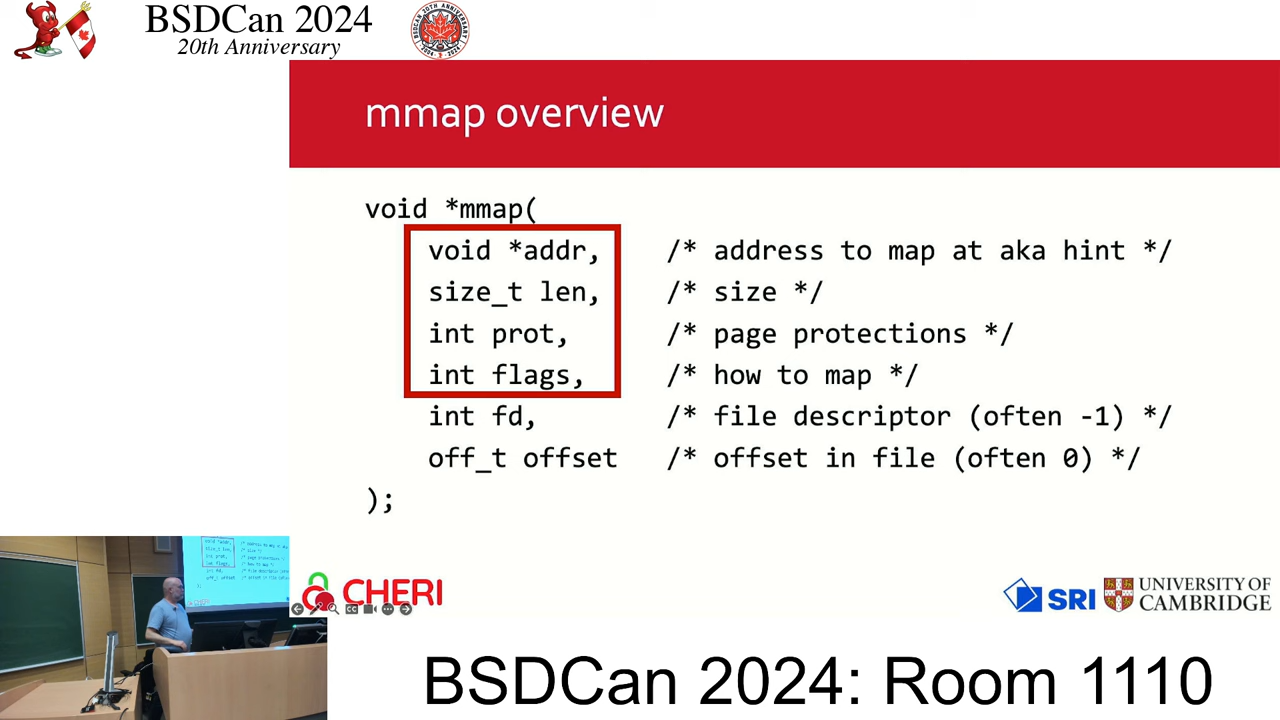 BSDCan 2024
20th Anniversary
mmap overview
void *mmap(
void *addr, /* address to map at aka hint */
size_t len, /* size */
int prot, /* page protections */
int flags, /* how to map */
int fd, /* file descriptor (often -1) */
off_t offset /* offset in file (often 0) */
);
CHERI
SRI
UNIVERSITY OF
CAMBRIDGE
BSDCan 2024: Room 1110